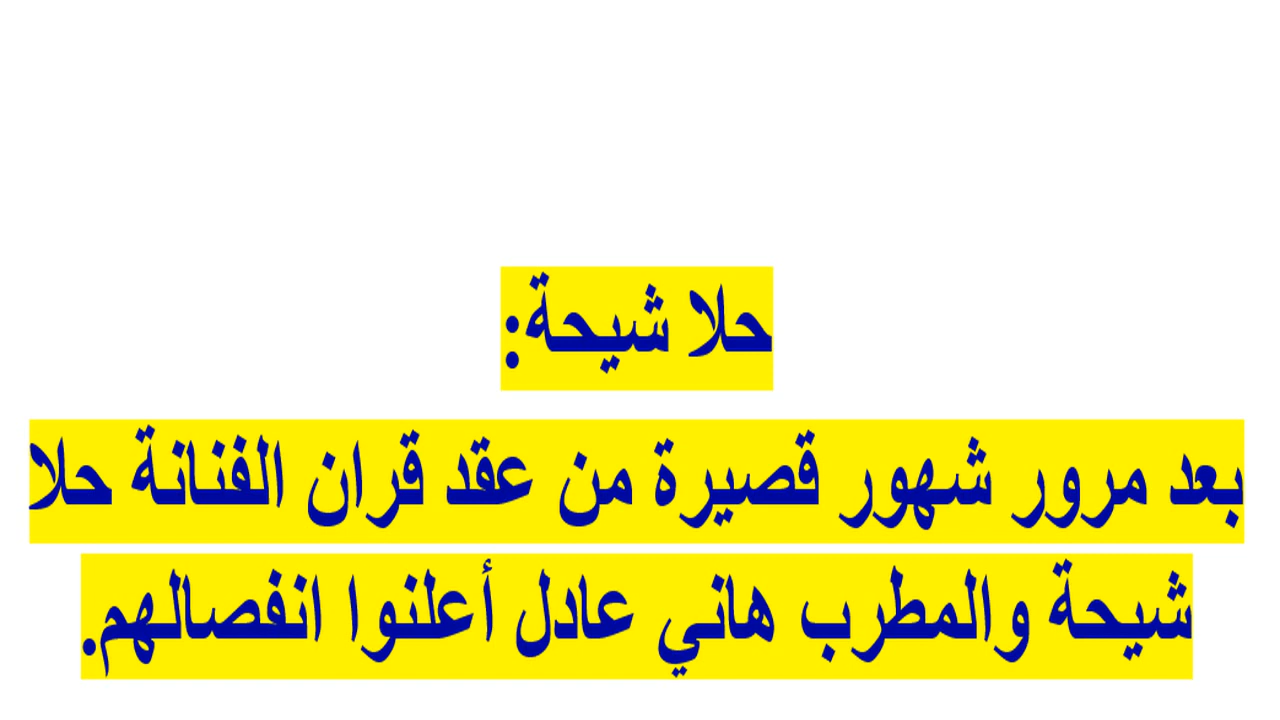 حلا شيحة:
بعد مرور شهور قصيرة من عقد قران الفنانة حلا
شيحة والمطرب هاني عادل أعلنوا انفصالهم.